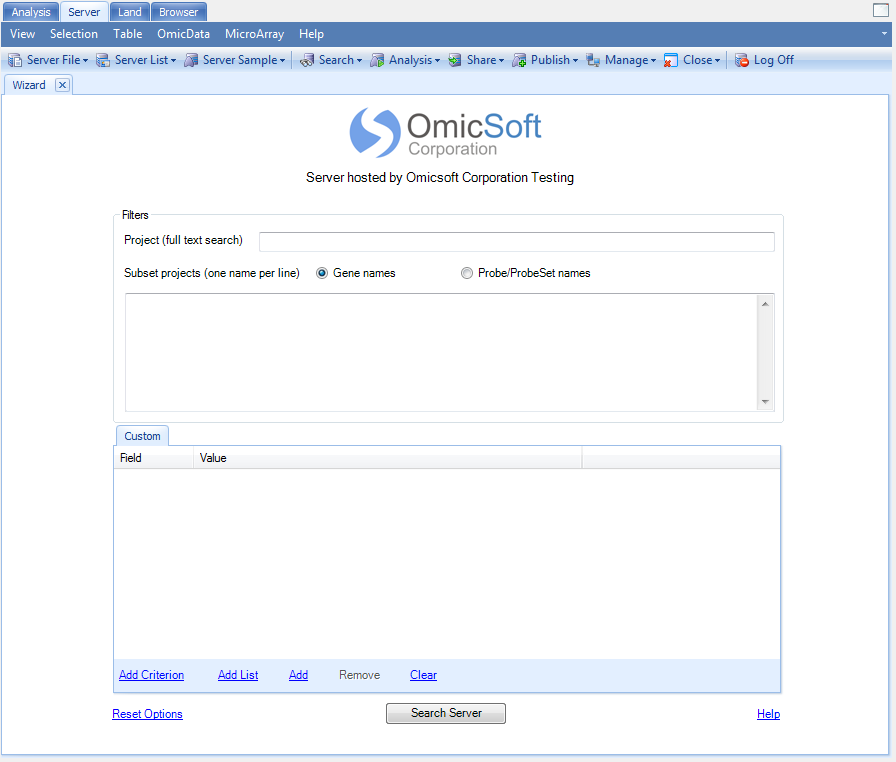 Analysis Server Land Browser
View Selection Table OmicData MicroArray Help
Server File Server List Server Sample Search Analysis Share Publish Manage Close Log Off
Wizard
OmicSoft
Corporation
Server hosted by Omicsoft Corporation Testing
Filters
Project (full text search)
Subset projects (one name per line) Gene names Probe/ProbeSet names
Custom
Field Value
Add Criterion Add List Add Remove Clear
Reset Options Search Server Help